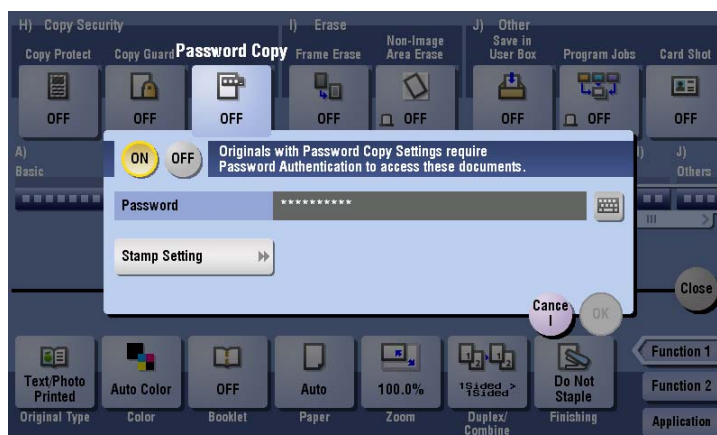 H) Copy Security
I) Erase
J) Other
Copy Protect
Copy Guard
Password Copy
Frame Erase
Non-Image
Area Erase
Save in
User Box
Program Jobs
Card Shot
OFF
OFF
OFF
OFF
OFF
OFF
OFF
OFF
A)
Basic
ON
OFF
Originals with Password Copy Settings require
Password Authentication to access these documents.
J)
Others
Password
**********
Stamp Setting
Close
Cance
l
OK
Text/Photo
Printed
Auto Color
OFF
Auto
100.0%
1Sided >
1Sided
Do Not
Staple
Original Type
Color
Booklet
Paper
Zoom
Duplex/
Combine
Finishing
Function 1
Function 2
Application